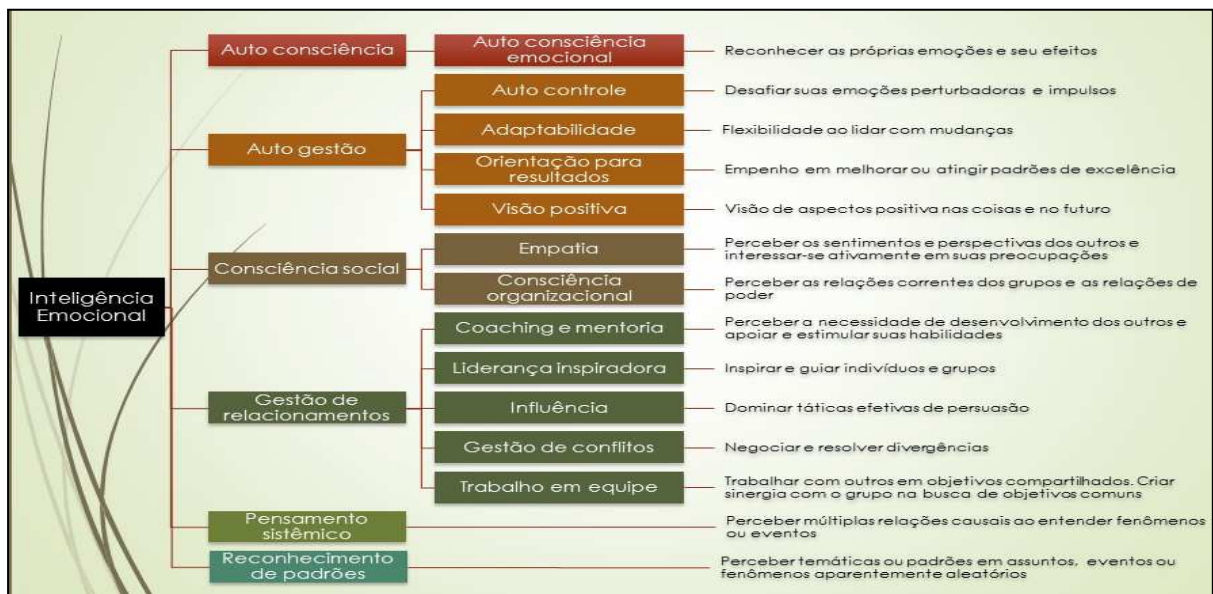 Auto consciência
Auto consciência
emocional
Reconhecer as próprias emoções e seu efeitos
Auto gestão
Auto controle
Desafiar suas emoções perturbadoras e impulsos
Adaptabilidade
Flexibilidade ao lidar com mudanças
Orientação para
resultados
Empenho em melhorar ou atingir padrões de excelência
Visão positiva
Visão de aspectos positiva nas coisas e no futuro
Consciência social
Empatia
Perceber os sentimentos e perspectivas dos outros e
interessar-se ativamente em suas preocupações
Consciência
organizacional
Perceber as relações correntes dos grupos e as relações de
poder
Inteligência
Emocional
Gestão de
relacionamentos
Coaching e mentoria
Perceber a necessidade de desenvolvimento dos outros e
apoiar e estimular suas habilidades
Liderança inspiradora
Inspirar e guiar indivíduos e grupos
Influência
Dominar táticas efetivas de persuasão
Gestão de conflitos
Negociar e resolver divergências
Trabalho em equipe
Trabalhar com outros em objetivos compartilhados. Criar
sinergia com o grupo na busca de objetivos comuns
Pensamento
sistêmico
Perceber múltiplas relações causais ao entender fenômenos
ou eventos
Reconhecimento
de padrões
Perceber temáticas ou padrões em assuntos, eventos ou
fenômenos aparentemente aleatórios